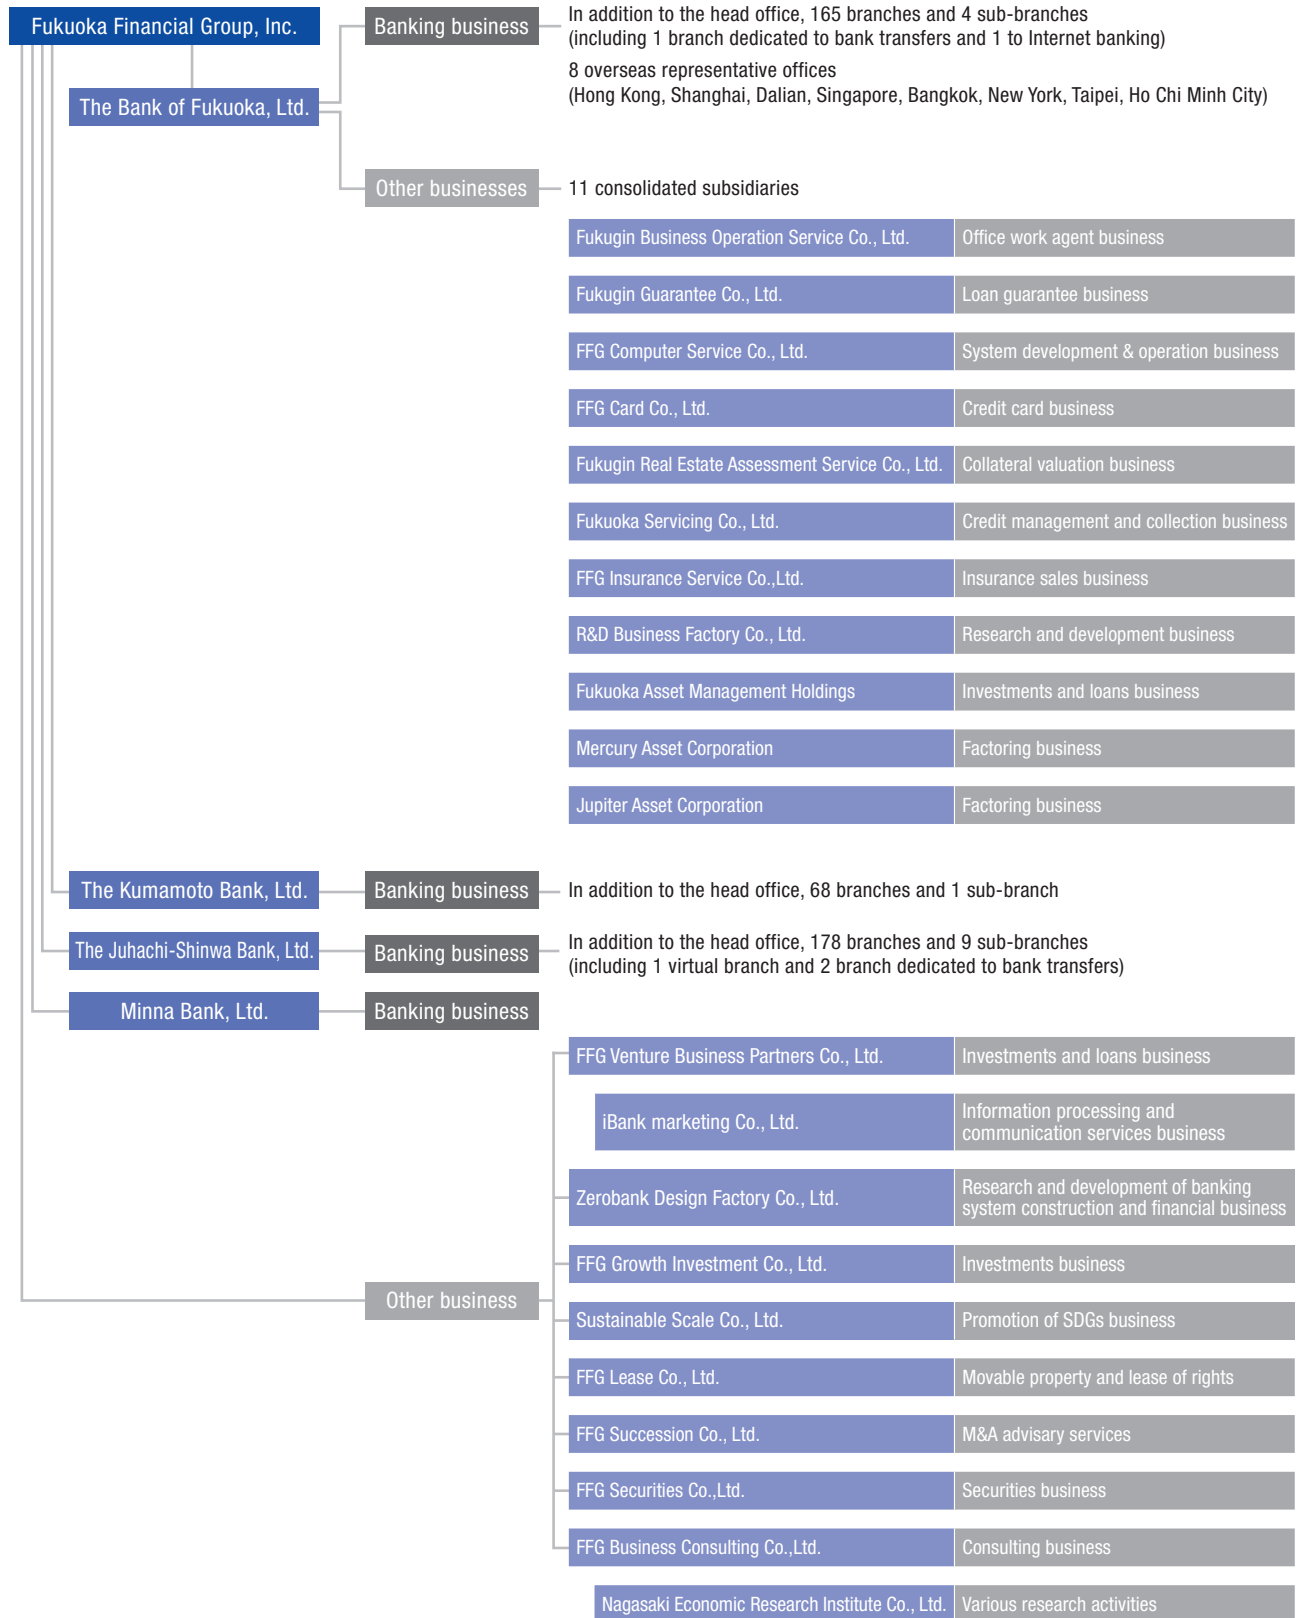 Fukuoka Financial Group, Inc.
Banking business
In addition to the head office, 165 branches and 4 sub-branches
(including 1 branch dedicated to bank transfers and 1 to Internet banking)
8 overseas representative offices
(Hong Kong, Shanghai, Dalian, Singapore, Bangkok, New York, Taipei, Ho Chi Minh City)
The Bank of Fukuoka, Ltd.
Other businesses
11 consolidated subsidiaries
Fukugin Business Operation Service Co., Ltd.
Office work agent business
Fukugin Guarantee Co., Ltd.
Loan guarantee business
FFG Computer Service Co., Ltd.
System development & operation business
FFG Card Co., Ltd.
Credit card business
Fukugin Real Estate Assessment Service Co., Ltd.
Collateral valuation business
Fukuoka Servicing Co., Ltd.
Credit management and collection business
FFG Insurance Service Co.,Ltd.
Insurance sales business
R&D Business Factory Co., Ltd.
Research and development business
Fukuoka Asset Management Holdings
Investments and loans business
Mercury Asset Corporation
Factoring business
Jupiter Asset Corporation
Factoring business
The Kumamoto Bank, Ltd.
Banking business
In addition to the head office, 68 branches and 1 sub-branch
The Juhachi-Shinwa Bank, Ltd.
Banking business
In addition to the head office, 178 branches and 9 sub-branches
(including 1 virtual branch and 2 branch dedicated to bank transfers)
Minna Bank, Ltd.
Banking business
FFG Venture Business Partners Co., Ltd.
Investments and loans business
iBank marketing Co., Ltd.
Information processing and
communication services business
Zerobank Design Factory Co., Ltd.
Research and development of banking
system construction and financial business
FFG Growth Investment Co., Ltd.
Investments business
Other business
Sustainable Scale Co., Ltd.
Promotion of SDGs business
FFG Lease Co., Ltd.
Movable property and lease of rights
FFG Succession Co., Ltd.
M&A advisary services
FFG Securities Co.,Ltd.
Securities business
FFG Business Consulting Co.,Ltd.
Consulting business
Nagasaki Economic Research Institute Co., Ltd.
Various research activities